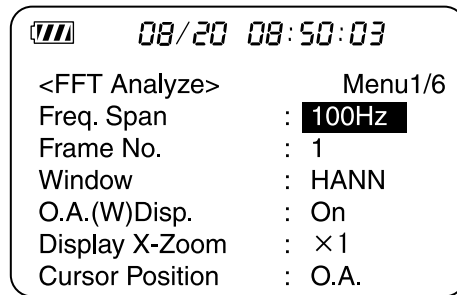 08/20 08:50:03
<FFT Analyze> Menu1/6
Freq. Span : 100Hz
Frame No. : 1
Window : HANN
O.A.(W)Disp. : On
Display X-Zoom : ×1
Cursor Position : O.A.